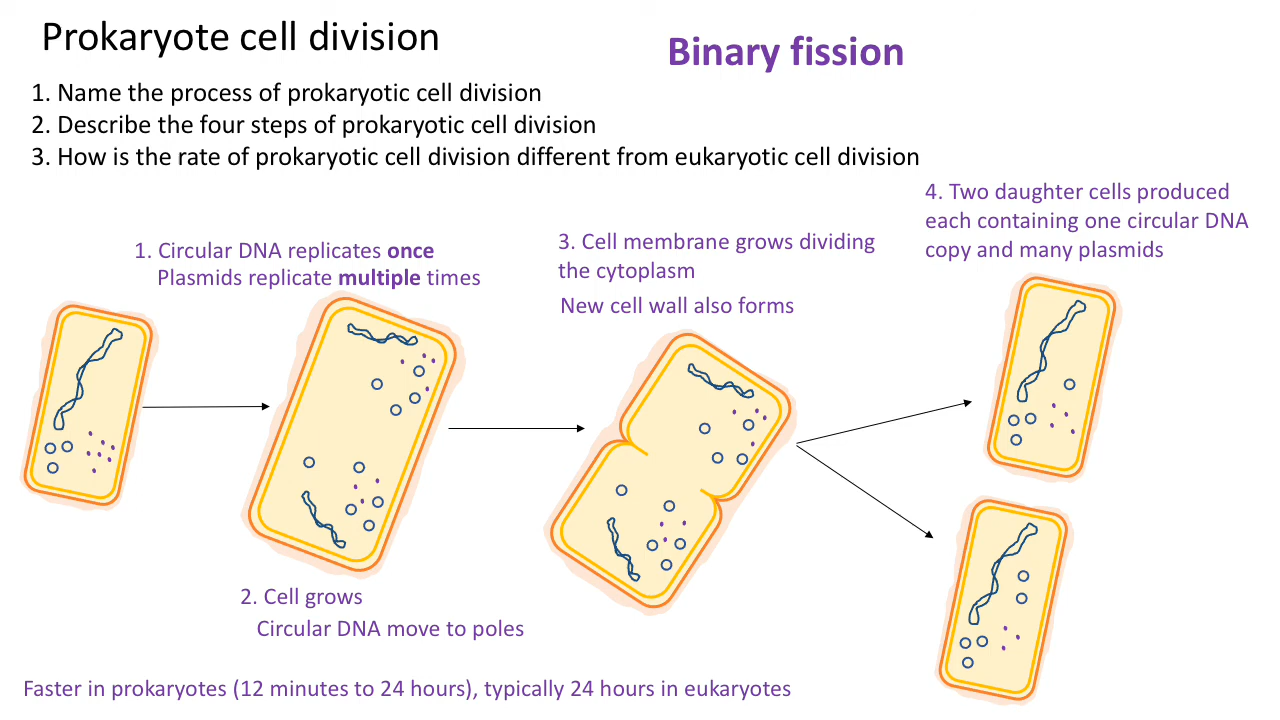 Prokaryote cell division
Binary fission
1. Name the process of prokaryotic cell division
2. Describe the four steps of prokaryotic cell division
3. How is the rate of prokaryotic cell division different from eukaryotic cell division
1. Circular DNA replicates once
Plasmids replicate multiple times
2. Cell grows
Circular DNA move to poles
3. Cell membrane grows dividing
the cytoplasm
New cell wall also forms
4. Two daughter cells produced
each containing one circular DNA
copy and many plasmids
Faster in prokaryotes (12 minutes to 24 hours), typically 24 hours in eukaryotes